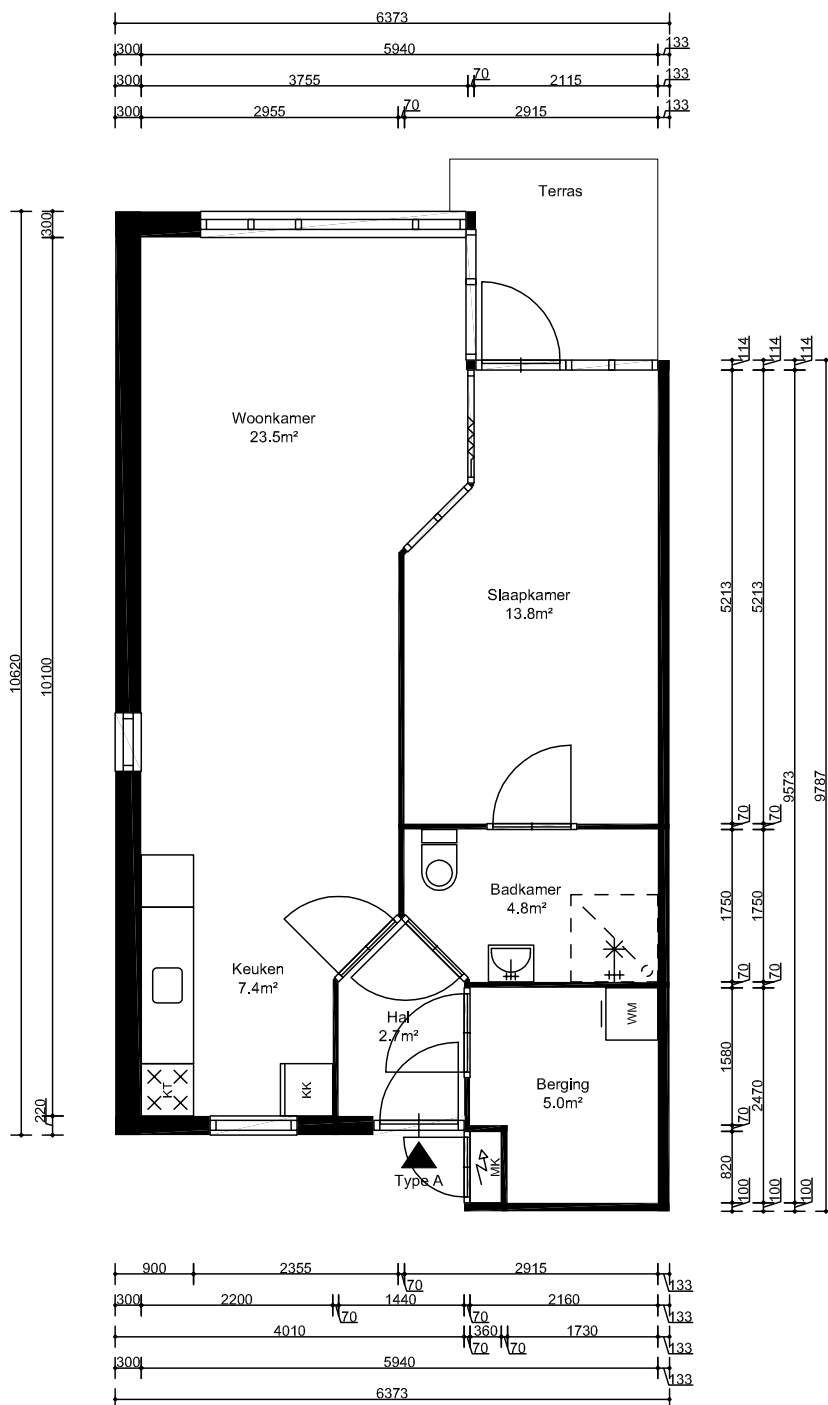 6373
300 5940 133
300 3755 70 2115 133
300 2955 70 2915 133
Terras
300
114 114 114
Woonkamer
23.5m²
Slaapkamer
13.8m²
5213 5213
10620 10100
9573 9787
70 70
Badkamer
4.8m²
1750 1750
Keuken
7.4m²
70 70
Hal
2.7m²
WM
1580
2470
Berging
5.0m²
KT
KK
220
70
MK
820
Type A
100 100 100
900 2355 70 2915 133
300 2200 70 1440 70 2160 133
4010 70 360 70 1730 133
300 5940 133
6373